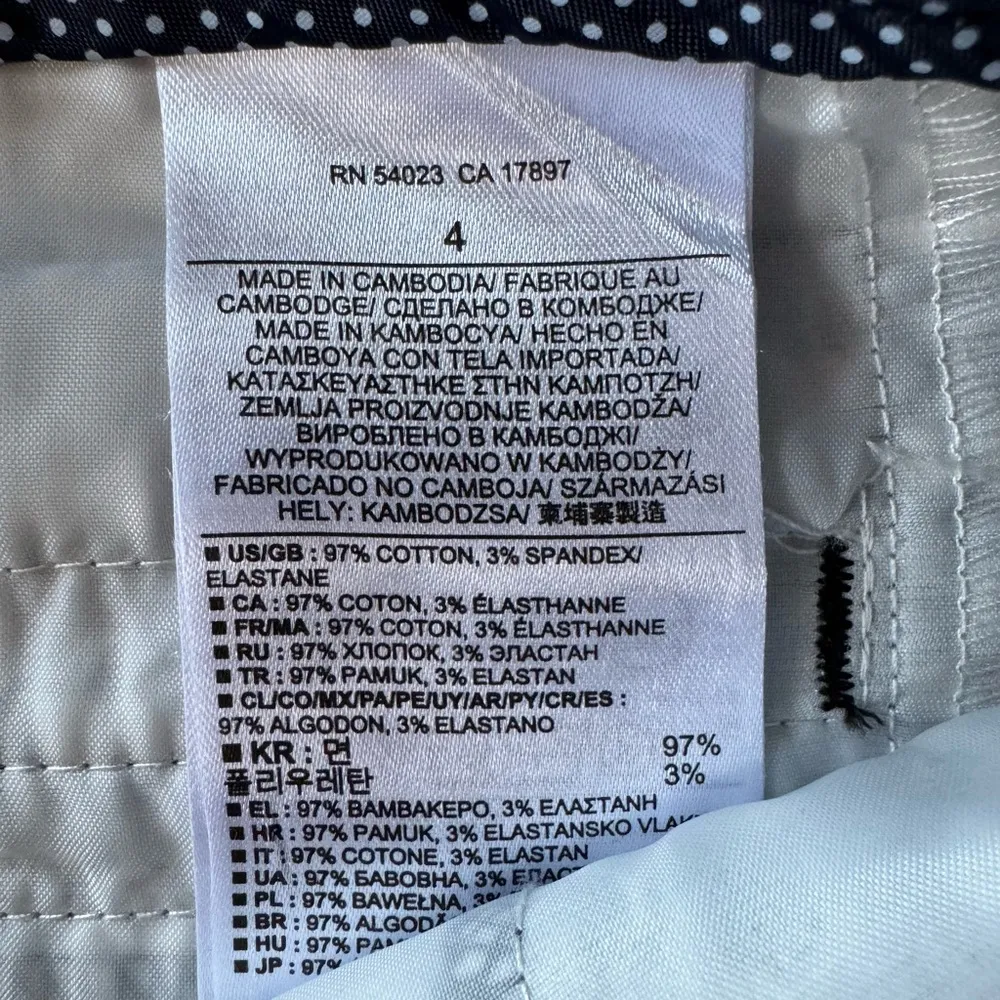 RN 54023 CA 17897
4
MADE IN CAMBODIA/ FABRIQUE AU
CAMBODGE/ СДЕЛАНО В КОМБОДЖЕ/
MADE IN KAMBOCYA/ HECHO EN
CAMBOYA CON TELA IMPORTADA/
ΚΑΤΑΣΚΕΥΑΣΤΗΚΕ ΣΤΗΝ ΚΑΜΠΟΤΖΗ/
ZEMLJA PROIZVODNJE KAMBODŽA/
ВИРОБЛЕНО В КАМБОДЖІ/
WYPRODUKOWANO W KAMBODŻY/
FABRICADO NO CAMBOJA/ SZÁRMAZÁSI
HELY: KAMBODZSA/ 柬埔寨製造
■ US/GB : 97% COTTON, 3% SPANDEX/
ELASTANE
■ CA : 97% COTON, 3% ÉLASTHANNE
■ FR/MA : 97% COTON, 3% ÉLASTHANNE
■ RU : 97% ХЛОПОК, 3% ЭЛАСТАН
■ TR : 97% PAMUK, 3% ELASTAN
■ CL/CO/MX/PA/PE/UY/AR/PY/CR/ES :
97% ALGODON, 3% ELASTANO
■ KR : 면 97%
폴리우레탄 3%
■ EL : 97% ΒΑΜΒΑΚΕΡΟ, 3% ΕΛΑΣΤΑΝΗ
■ HR : 97% PAMUK, 3% ELASTANSKO
■ IT : 97% COTONE, 3% ELASTAN
■ UA : 97% БАВОВНА, 3%
■ PL : 97% BAWEŁNA, 3%
■ BR : 97%
■ HU : 97%
■ JP : 97%